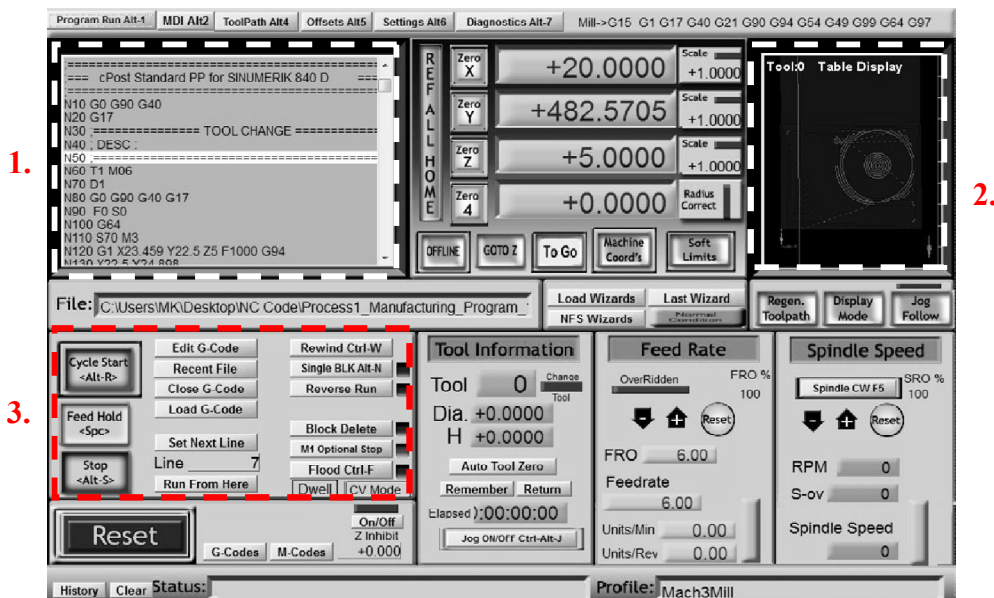 Program Run Alt-1 MDI Alt2 ToolPath Alt4 Offsets Alt5 Settings Alt6 Diagnostics Alt-7 Mill->G15 G1 G17 G40 G21 G90 G94 G54 G49 G99 G64 G97
1.
=== cPost Standard PP for SINUMERIK 840 D ===
N10 G0 G90 G40
N20 G17
N30 ;================ TOOL CHANGE ============
N40 ; DESC :
N50 ;
N60 T1 M06
N70 D1
N80 G0 G90 G40 G17
N90 F0 S0
N100 G64
N110 S70 M3
N120 G1 X23.459 Y22.5 Z5 F1000 G94
N130 X22.5 Y24.898
REF ALL HOME
Zero X +20.0000 Scale +1.0000
Zero Y +482.5705 Scale +1.0000
Zero Z +5.0000 Scale +1.0000
Zero 4 +0.0000 Radius Correct
OFFLINE GOTO Z To Go Machine Coord's Soft Limits
Tool:0 Table Display
2.
File: C:\Users\MK\Desktop\NC Code\Process1_Manufacturing_Program_
Load Wizards Last Wizard
NFS Wizards Normal Condition
Regen. Toolpath Display Mode Jog Follow
3.
Cycle Start <Alt-R>
Feed Hold <Spc>
Stop <Alt-S>
Edit G-Code
Recent File
Close G-Code
Load G-Code
Set Next Line
Line 7
Run From Here
Rewind Ctrl-W
Single BLK Alt-N
Reverse Run
Block Delete
M1 Optional Stop
Flood Ctrl-F
Dwell CV Mode
Reset
G-Codes M-Codes
On/Off
Z Inhibit
+0.000
Tool Information
Tool 0 Change Tool
Dia. +0.0000
H +0.0000
Auto Tool Zero
Remember Return
Elapsed ):00:00:00
Jog ON/OFF Ctrl-Alt-J
Feed Rate
OverRidden FRO %
100
Reset
FRO 6.00
Feedrate
6.00
Units/Min 0.00
Units/Rev 0.00
Spindle Speed
Spindle CW F5 SRO %
100
Reset
RPM 0
S-ov 0
Spindle Speed
0
History Clear Status:
Profile: Mach3Mill